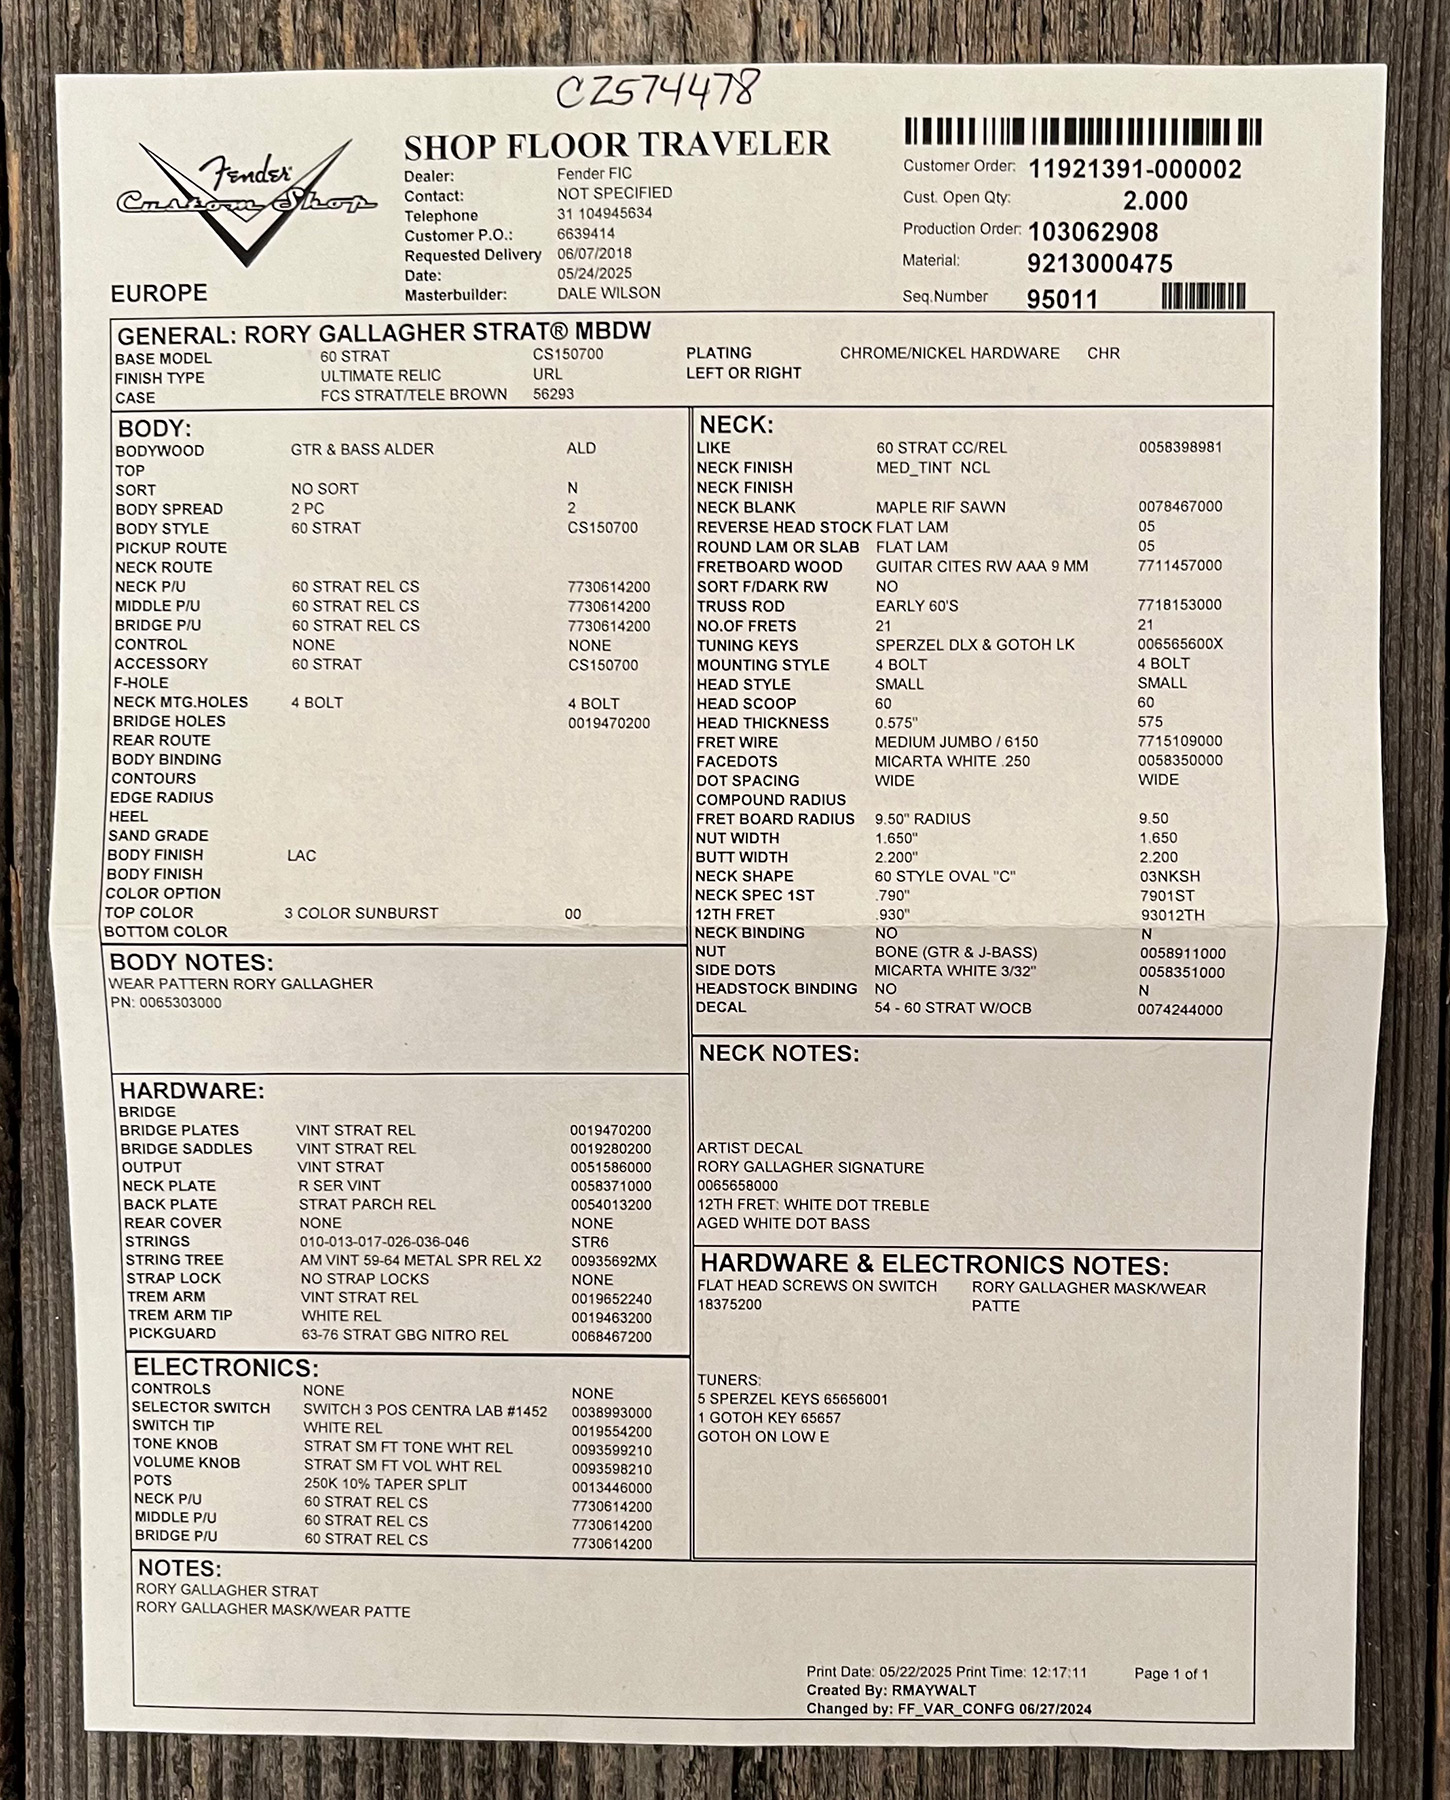 CZ574478
Fender
Custom Shop
EUROPE
SHOP FLOOR TRAVELER
Dealer: Fender FIC
Contact: NOT SPECIFIED
Telephone 31 104945634
Customer P.O.: 6639414
Requested Delivery 06/07/2018
Date: 05/24/2025
Masterbuilder: DALE WILSON
Customer Order: 11921391-000002
Cust. Open Qty: 2.000
Production Order: 103062908
Material: 9213000475
Seq.Number 95011
GENERAL: RORY GALLAGHER STRAT® MBDW
BASE MODEL 60 STRAT CS150700 PLATING CHROME/NICKEL HARDWARE CHR
FINISH TYPE ULTIMATE RELIC URL LEFT OR RIGHT
CASE FCS STRAT/TELE BROWN 56293
BODY:
BODYWOOD GTR & BASS ALDER ALD
TOP
SORT NO SORT N
BODY SPREAD 2 PC 2
BODY STYLE 60 STRAT CS150700
PICKUP ROUTE
NECK ROUTE
NECK P/U 60 STRAT REL CS 7730614200
MIDDLE P/U 60 STRAT REL CS 7730614200
BRIDGE P/U 60 STRAT REL CS 7730614200
CONTROL NONE NONE
ACCESSORY 60 STRAT CS150700
F-HOLE
NECK MTG.HOLES 4 BOLT 4 BOLT
BRIDGE HOLES 0019470200
REAR ROUTE
BODY BINDING
CONTOURS
EDGE RADIUS
HEEL
SAND GRADE
BODY FINISH LAC
BODY FINISH
COLOR OPTION
TOP COLOR 3 COLOR SUNBURST 00
BOTTOM COLOR
BODY NOTES:
WEAR PATTERN RORY GALLAGHER
PN: 0065303000
HARDWARE:
BRIDGE
BRIDGE PLATES VINT STRAT REL 0019470200
BRIDGE SADDLES VINT STRAT REL 0019280200
OUTPUT VINT STRAT 0051586000
NECK PLATE R SER VINT 0058371000
BACK PLATE STRAT PARCH REL 0054013200
REAR COVER NONE NONE
STRINGS 010-013-017-026-036-046 STR6
STRING TREE AM VINT 59-64 METAL SPR REL X2 00935692MX
STRAP LOCK NO STRAP LOCKS NONE
TREM ARM VINT STRAT REL 0019652240
TREM ARM TIP WHITE REL 0019463200
PICKGUARD 63-76 STRAT GBG NITRO REL 0068467200
ELECTRONICS:
CONTROLS NONE NONE
SELECTOR SWITCH SWITCH 3 POS CENTRA LAB #1452 0038993000
SWITCH TIP WHITE REL 0019554200
TONE KNOB STRAT SM FT TONE WHT REL 0093599210
VOLUME KNOB STRAT SM FT VOL WHT REL 0093598210
POTS 250K 10% TAPER SPLIT 0013446000
NECK P/U 60 STRAT REL CS 7730614200
MIDDLE P/U 60 STRAT REL CS 7730614200
BRIDGE P/U 60 STRAT REL CS 7730614200
NECK:
LIKE 60 STRAT CC/REL 0058398981
NECK FINISH MED_TINT NCL
NECK FINISH
NECK BLANK MAPLE RIF SAWN 0078467000
REVERSE HEAD STOCK FLAT LAM 05
ROUND LAM OR SLAB FLAT LAM 05
FRETBOARD WOOD GUITAR CITES RW AAA 9 MM 7711457000
SORT F/DARK RW NO
TRUSS ROD EARLY 60'S 7718153000
NO.OF FRETS 21 21
TUNING KEYS SPERZEL DLX & GOTOH LK 006565600X
MOUNTING STYLE 4 BOLT 4 BOLT
HEAD STYLE SMALL SMALL
HEAD SCOOP 60 60
HEAD THICKNESS 0.575" 575
FRET WIRE MEDIUM JUMBO / 6150 7715109000
FACEDOTS MICARTA WHITE .250 0058350000
DOT SPACING WIDE WIDE
COMPOUND RADIUS
FRET BOARD RADIUS 9.50" RADIUS 9.50
NUT WIDTH 1.650" 1.650
BUTT WIDTH 2.200" 2.200
NECK SHAPE 60 STYLE OVAL "C" 03NKSH
NECK SPEC 1ST .790" 7901ST
12TH FRET .930" 93012TH
NECK BINDING NO N
NUT BONE (GTR & J-BASS) 0058911000
SIDE DOTS MICARTA WHITE 3/32" 0058351000
HEADSTOCK BINDING NO N
DECAL 54 - 60 STRAT W/OCB 0074244000
NECK NOTES:
ARTIST DECAL
RORY GALLAGHER SIGNATURE
0065658000
12TH FRET: WHITE DOT TREBLE
AGED WHITE DOT BASS
HARDWARE & ELECTRONICS NOTES:
FLAT HEAD SCREWS ON SWITCH RORY GALLAGHER MASK/WEAR
18375200 PATTE
TUNERS:
5 SPERZEL KEYS 65656001
1 GOTOH KEY 65657
GOTOH ON LOW E
NOTES:
RORY GALLAGHER STRAT
RORY GALLAGHER MASK/WEAR PATTE
Print Date: 05/22/2025 Print Time: 12:17:11 Page 1 of 1
Created By: RMAYWALT
Changed by: FF_VAR_CONFG 06/27/2024